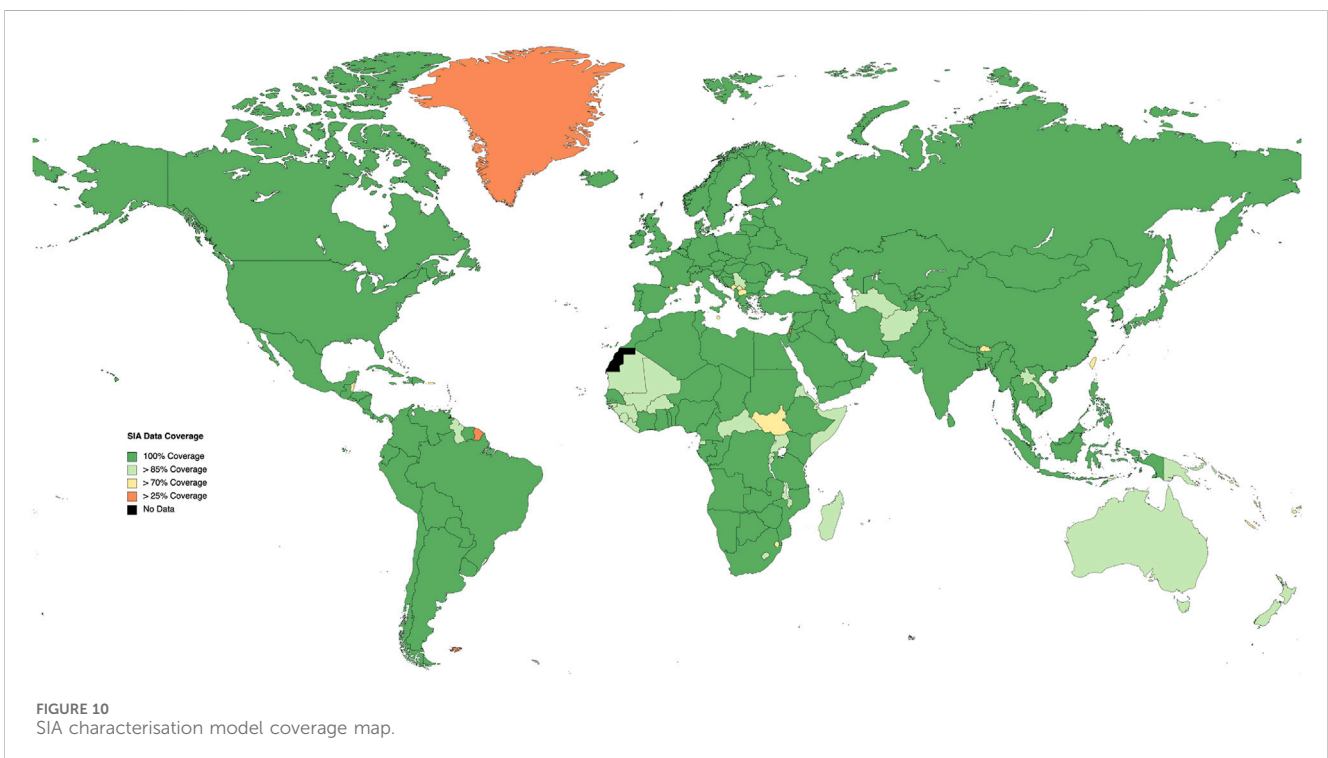 SIA Data Coverage
100% Coverage
> 85% Coverage
> 70% Coverage
> 25% Coverage
No Data
FIGURE 10
SIA characterisation model coverage map.